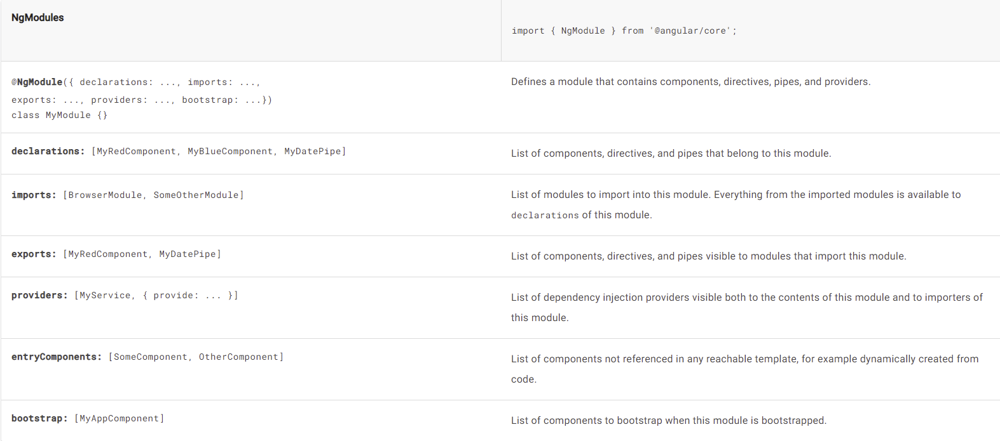 NgModules
import { NgModule } from '@angular/core';
@NgModule({ declarations: ..., imports: ...,
exports: ..., providers: ..., bootstrap: ...})
class MyModule {}
Defines a module that contains components, directives, pipes, and providers.
declarations: [MyRedComponent, MyBlueComponent, MyDatePipe]
List of components, directives, and pipes that belong to this module.
imports: [BrowserModule, SomeOtherModule]
List of modules to import into this module. Everything from the imported modules is available to
declarations of this module.
exports: [MyRedComponent, MyDatePipe]
List of components, directives, and pipes visible to modules that import this module.
providers: [MyService, { provide: ... }]
List of dependency injection providers visible both to the contents of this module and to importers of
this module.
entryComponents: [SomeComponent, OtherComponent]
List of components not referenced in any reachable template, for example dynamically created from
code.
bootstrap: [MyAppComponent]
List of components to bootstrap when this module is bootstrapped.